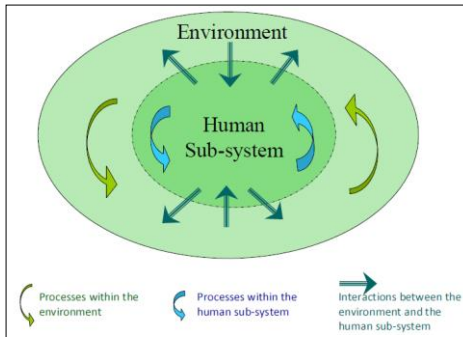 Environment
Human
Sub-system
Processes within the
environment
Processes within the
human sub-system
Interactions between the
environment and the
human sub-system